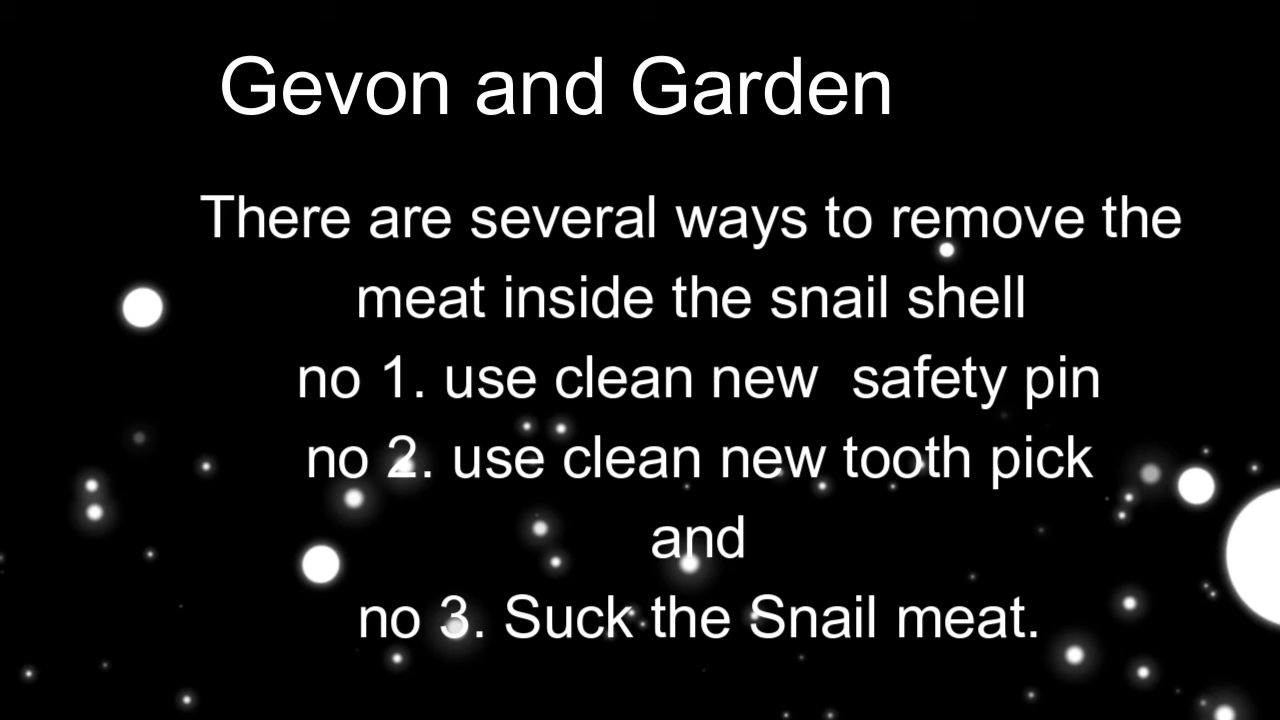 Gevon and Garden
There are several ways to remove the
meat inside the snail shell
no 1. use clean new  safety pin
no 2. use clean new tooth pick
and
no 3. Suck the Snail meat.